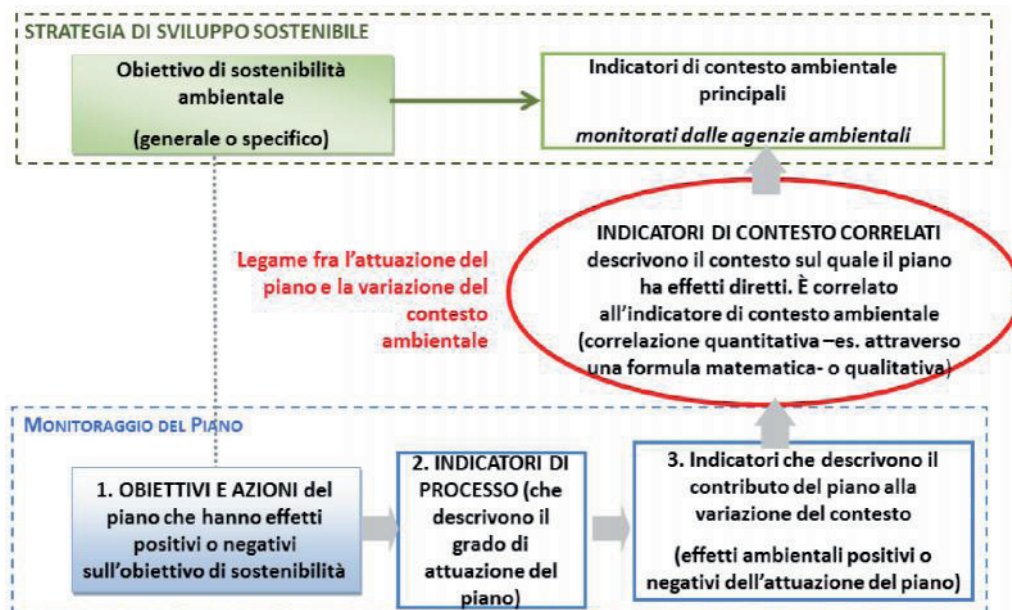 STRATEGIA DI SVILUPPO SOSTENIBILE
Obiettivo di sostenibilità
ambientale
(generale o specifico)
Indicatori di contesto ambientale
principali
monitorati dalle agenzie ambientali
Legame fra l'attuazione del
piano e la variazione del
contesto
ambientale
INDICATORI DI CONTESTO CORRELATI
descrivono il contesto sul quale il piano
ha effetti diretti. È correlato
all'indicatore di contesto ambientale
(correlazione quantitativa –es. attraverso
una formula matematica- o qualitativa)
MONITORAGGIO DEL PIANO
1. OBIETTIVI E AZIONI del
piano che hanno effetti
positivi o negativi
sull'obiettivo di sostenibilità
2. INDICATORI DI
PROCESSO (che
descrivono il
grado di
attuazione del
piano)
3. Indicatori che descrivono il
contributo del piano alla
variazione del contesto
(effetti ambientali positivi o
negativi dell'attuazione del piano)